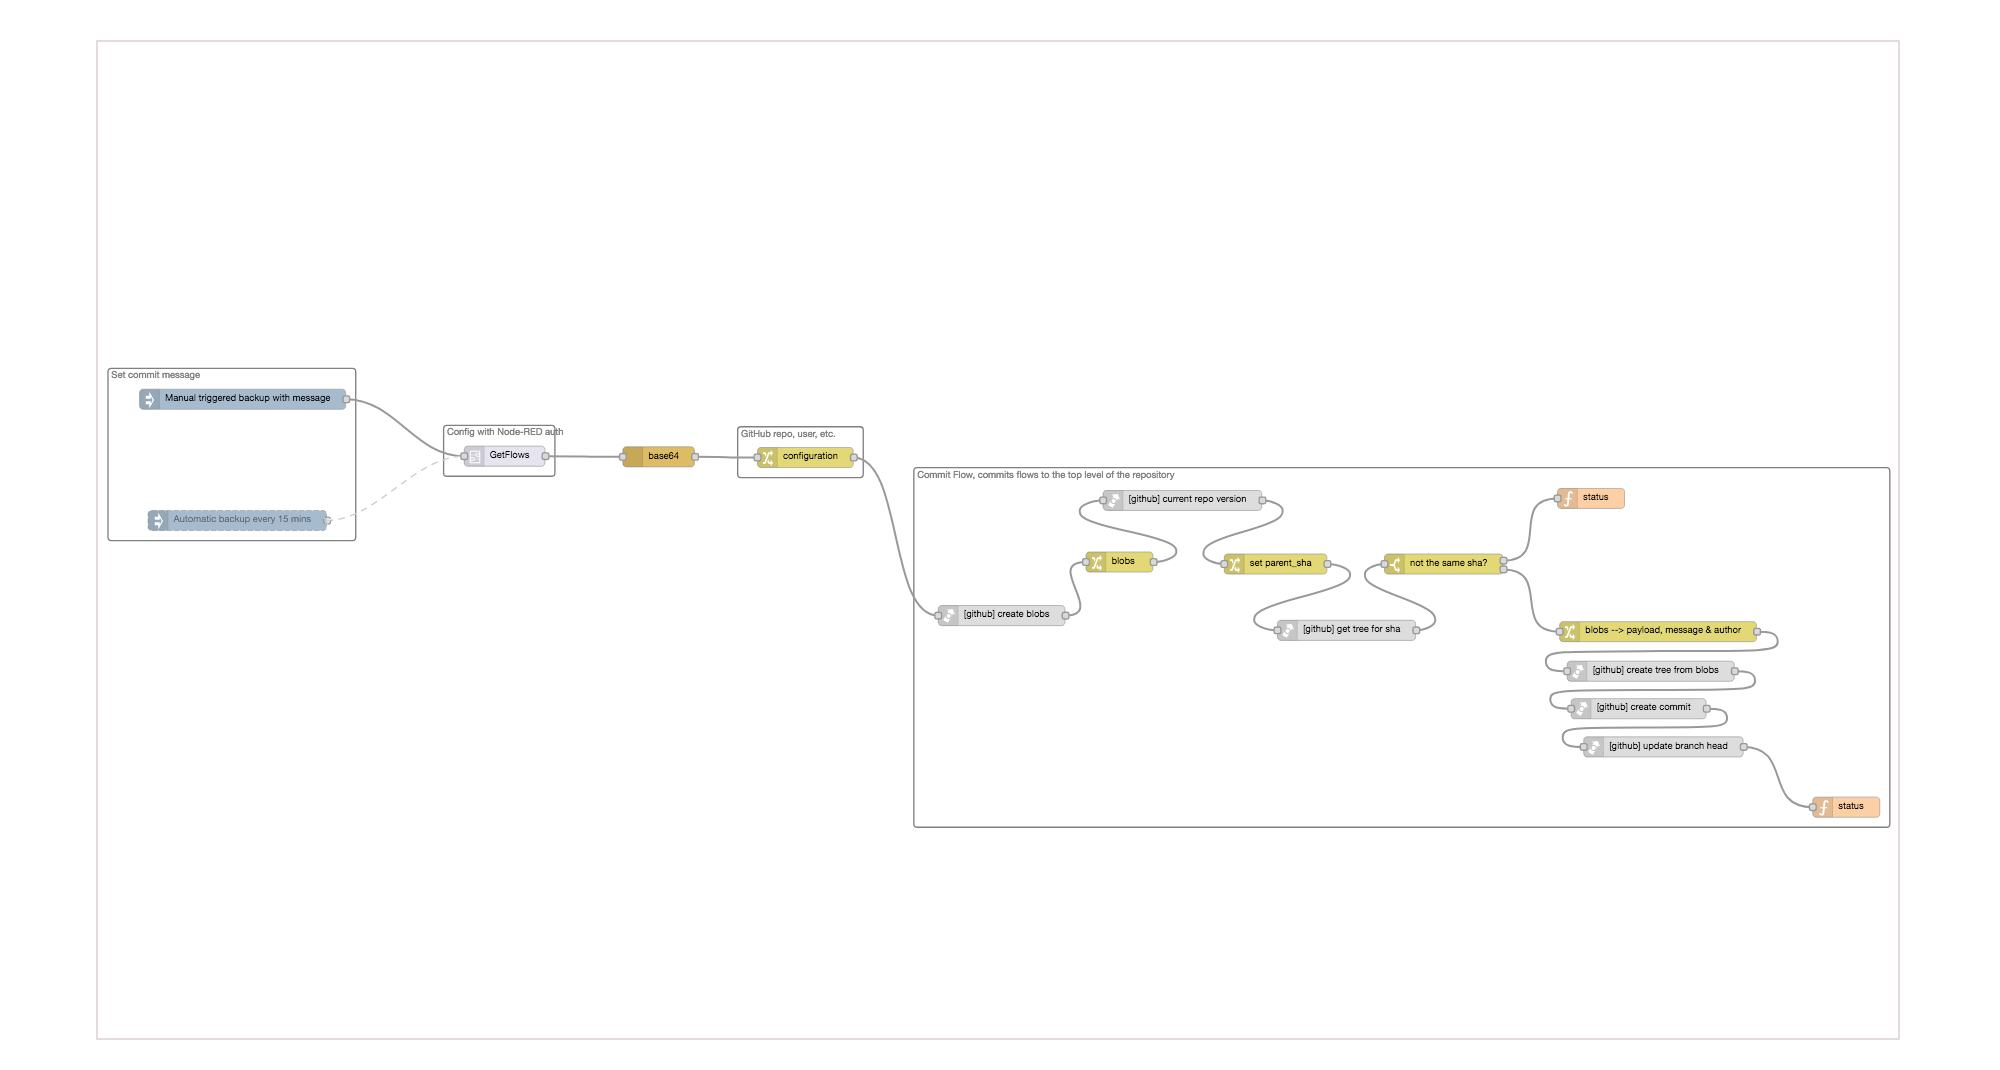 Set commit message
Manual triggered backup with message
Automatic backup every 15 mins
Config with Node-RED auth
GetFlows
base64
GitHub repo, user, etc.
configuration
Commit Flow, commits flows to the top level of the repository
[github] create blobs
blobs
[github] current repo version
set parent_sha
[github] get tree for sha
not the same sha?
status
blobs --> payload, message & author
[github] create tree from blobs
[github] create commit
[github] update branch head
status